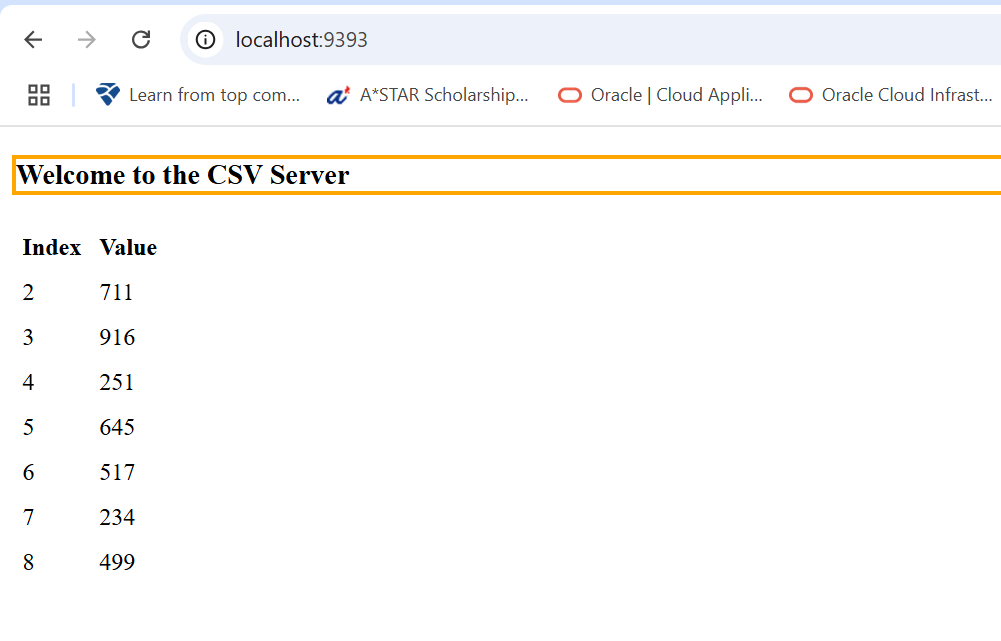 localhost:9393
Learn from top com... A*STAR Scholarship... Oracle | Cloud Appli... Oracle Cloud Infrast...
Welcome to the CSV Server
Index Value
2 711
3 916
4 251
5 645
6 517
7 234
8 499